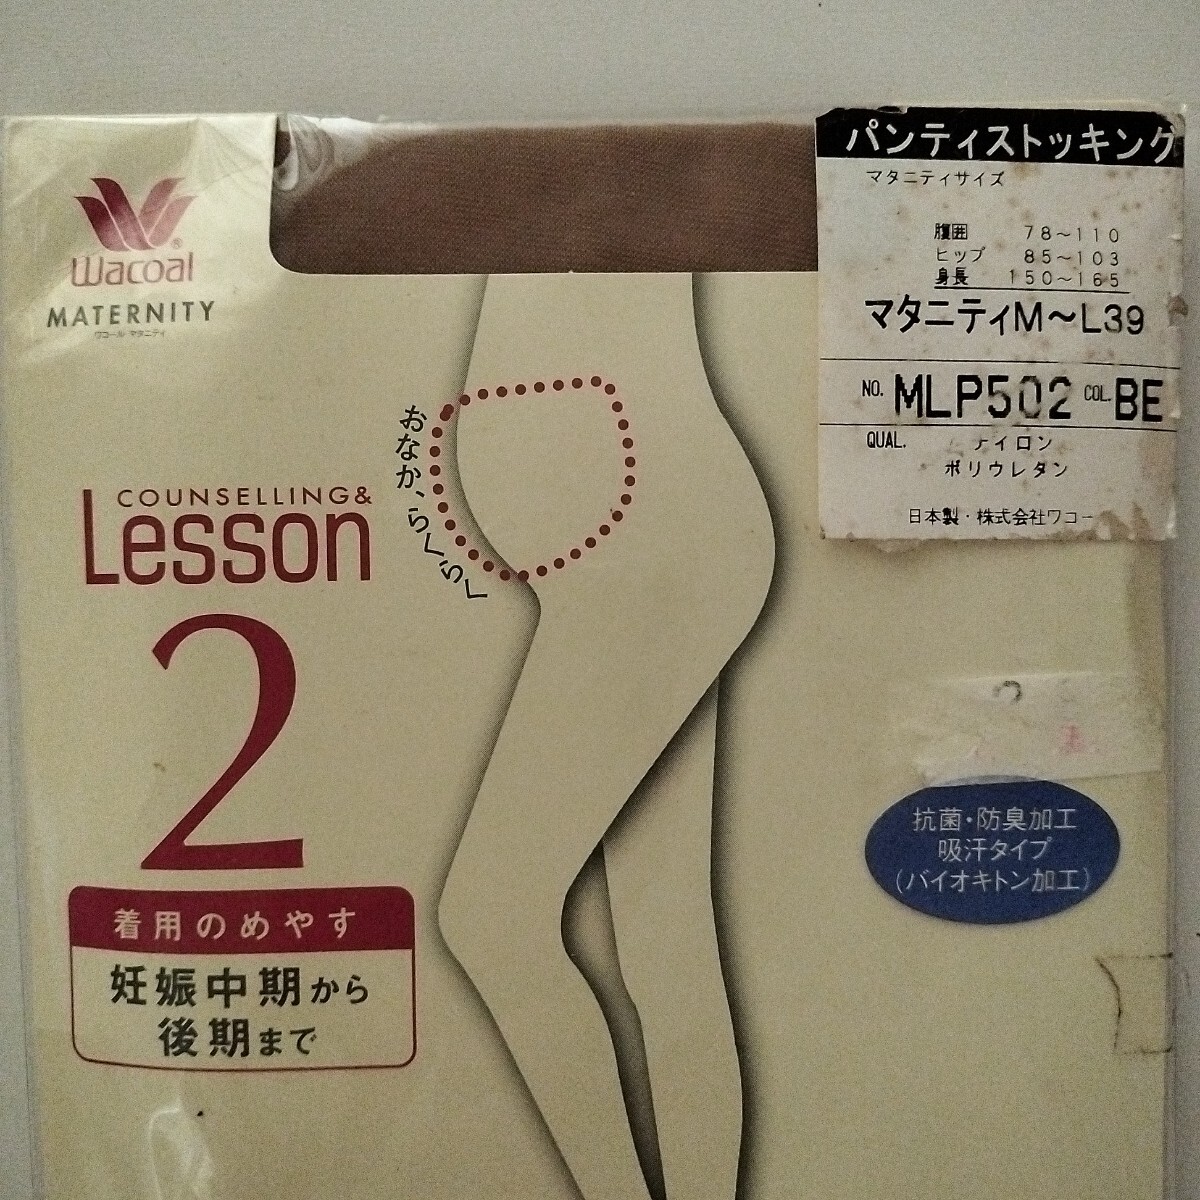 Wacoal®
MATERNITY
ワコール マタニティ
パンティストッキング
マタニティサイズ
腹囲 78～110
ヒップ 85～103
身長 150～165
マタニティM～L39
NO. MLP502 COL. BE
QUAL. ナイロン
ポリウレタン
日本製・株式会社ワコー
おなか、らくらく
COUNSELLING&
Lesson
2
着用のめやす
妊娠中期から
後期まで
抗菌・防臭加工
吸汗タイプ
(バイオキトン加工)